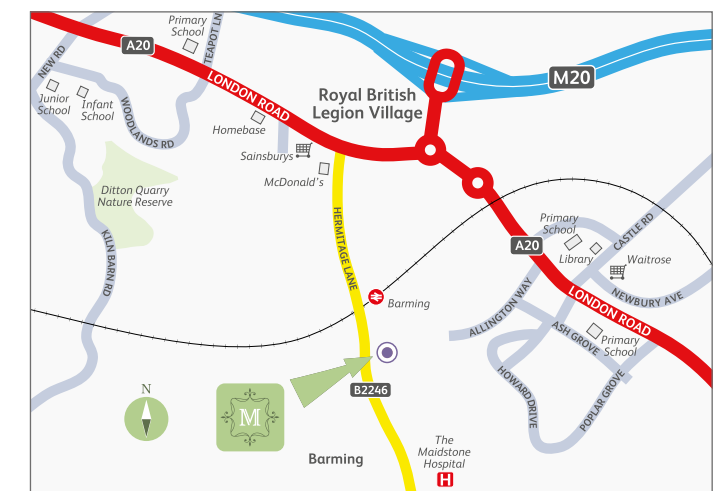 Primary
School
TEAPOT LN
A20
NEW RD
M20
LONDON ROAD
Junior
School
Infant
School
WOODLANDS RD
Royal British
Legion Village
Homebase
Sainsburys
McDonald's
Ditton Quarry
Nature Reserve
HERMITAGE LANE
KILN BARN RD
Primary
School
CASTLE RD
A20
Library
Waitrose
NEWBURY AVE
Barming
ALLINGTON WAY
LONDON ROAD
ASH GROVE
Primary
School
HOWARD DRIVE
POPLAR GROVE
B2246
N
M
The
Maidstone
Hospital
H
Barming